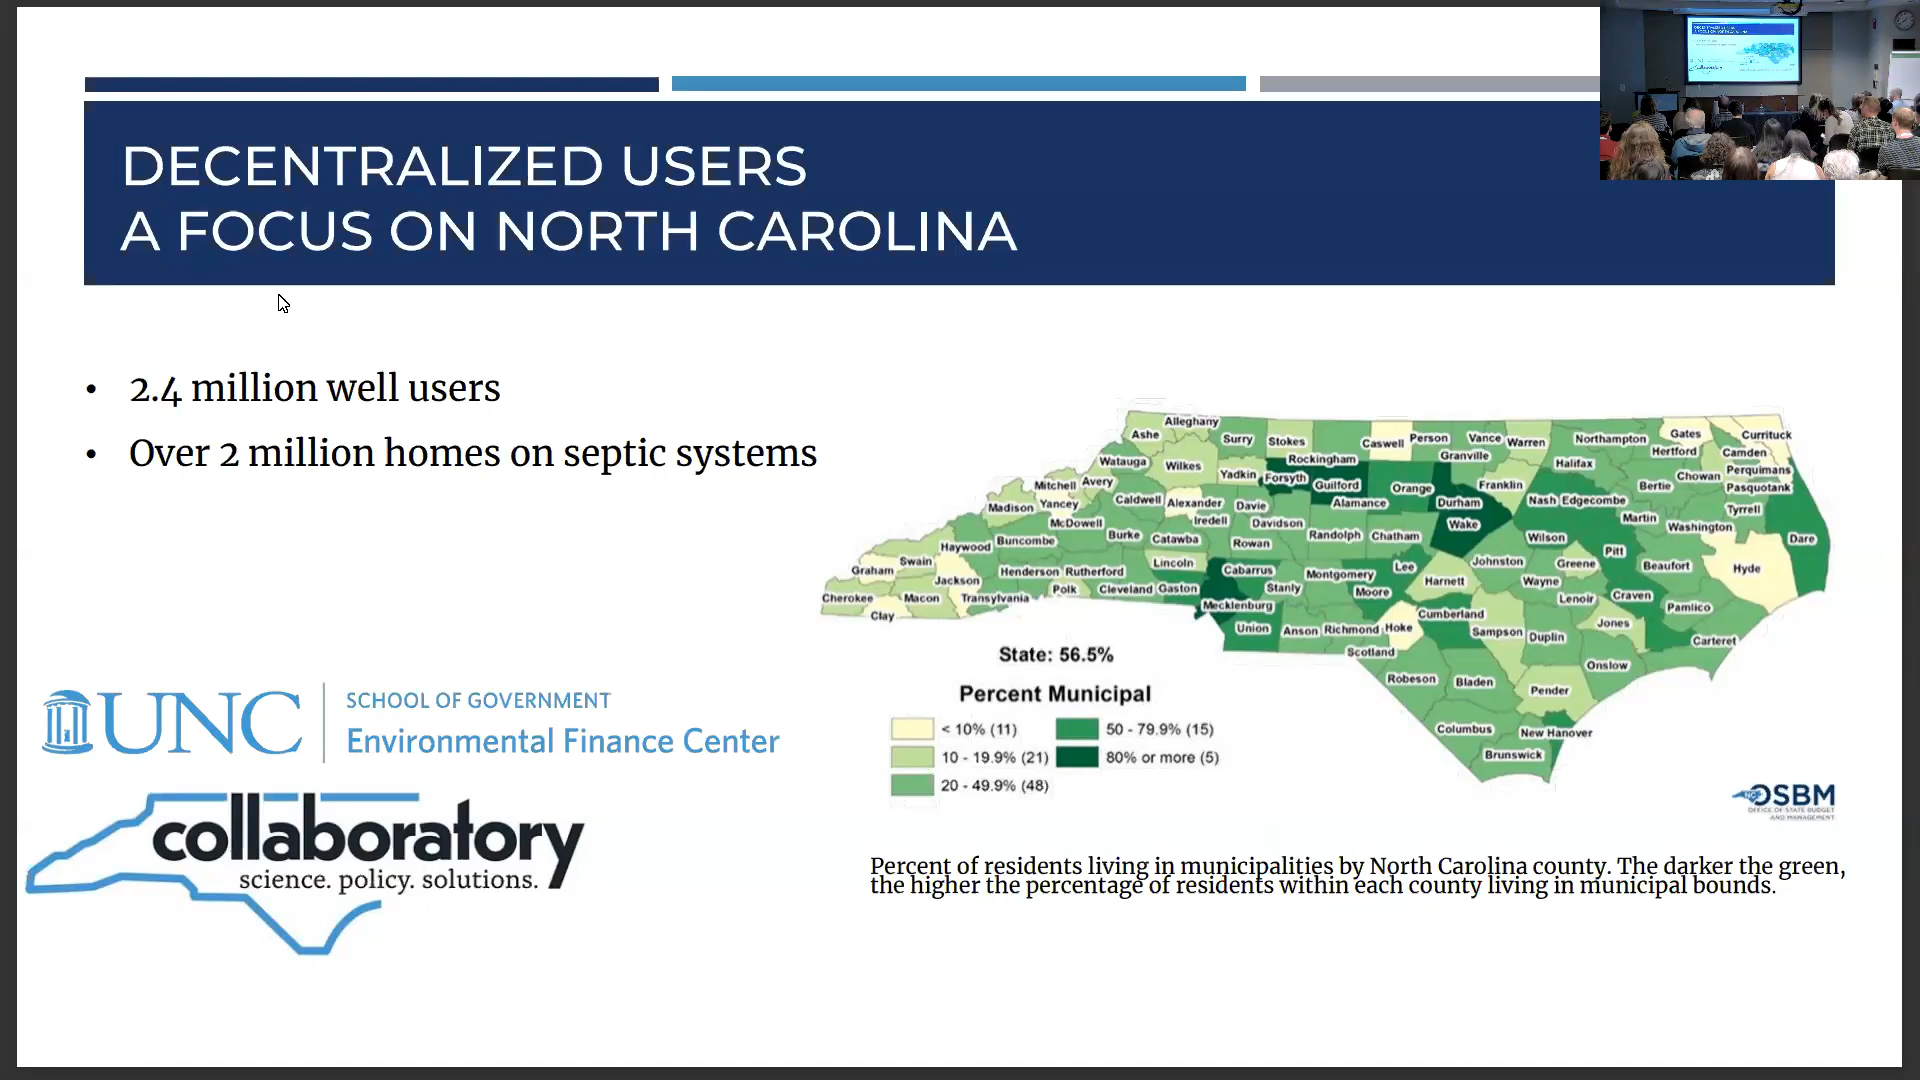 DECENTRALIZED USERS
A FOCUS ON NORTH CAROLINA
• 2.4 million well users
• Over 2 million homes on septic systems
Alleghany
Ashe
Surry
Stokes
Caswell
Person
Vance
Warren
Northampton
Gates
Currituck
Rockingham
Granville
Hertford
Camden
Watauga
Wilkes
Yadkin
Forsyth
Guilford
Halifax
Perquimans
Mitchell
Avery
Caldwell
Alexander
Davie
Alamance
Orange
Durham
Franklin
Nash
Edgecombe
Bertie
Chowan
Pasquotank
Madison
Yancey
McDowell
Iredell
Davidson
Wake
Martin
Tyrrell
Washington
Haywood
Buncombe
Burke
Catawba
Rowan
Randolph
Chatham
Wilson
Dare
Pitt
Swain
Graham
Jackson
Henderson
Rutherford
Lincoln
Cabarrus
Montgomery
Lee
Johnston
Greene
Beaufort
Hyde
Harnett
Wayne
Cherokee
Macon
Transylvania
Polk
Cleveland
Gaston
Stanly
Moore
Lenoir
Craven
Pamlico
Clay
Mecklenburg
Cumberland
Union
Anson
Richmond
Hoke
Sampson
Duplin
Jones
Carteret
Scotland
Onslow
Robeson
Bladen
Pender
Columbus
New Hanover
Brunswick
State: 56.5%
Percent Municipal
< 10% (11)
50 - 79.9% (15)
10 - 19.9% (21)
80% or more (5)
20 - 49.9% (48)
NC OSBM
OFFICE OF STATE BUDGET
AND MANAGEMENT
Percent of residents living in municipalities by North Carolina county. The darker the green,
the higher the percentage of residents within each county living in municipal bounds.
UNC
SCHOOL OF GOVERNMENT
Environmental Finance Center
collaboratory
science. policy. solutions.
DECENTRALIZED USERS
A FOCUS ON NORTH CAROLINA
collaboratory